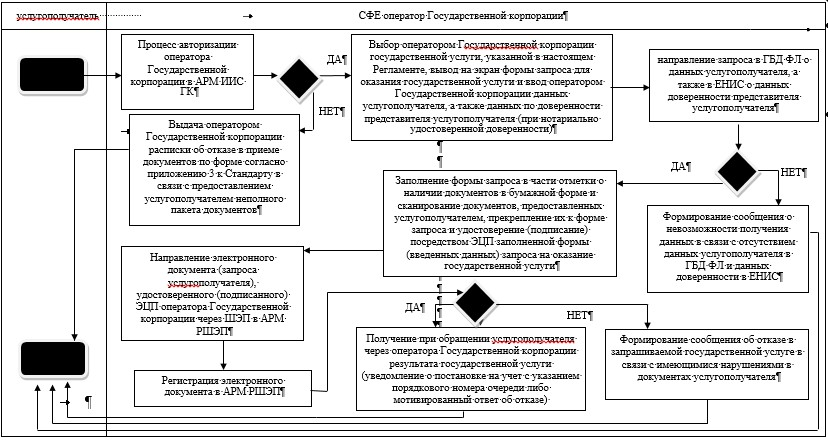 услугополучатель
СФЕ оператор Государственной корпорации¶
Процесс авторизации
оператора
Государственной
корпорации в АРМ ИИС
ГК¶
ДА¶
НЕТ¶
Выбор оператором Государственной корпорации
государственной услуги, указанной в настоящем
Регламенте, вывод на экран формы запроса для
оказания государственной услуги и ввод оператором
Государственной корпорации данных
услугополучателя, а также данных по доверенности
представителя услугополучателя (при нотариально
удостоверенной доверенности)¶
направление запроса в ГБД ФЛ о
данных услугополучателя, а
также в ЕНИС о данных
доверенности представителя
услугополучателя¶
Выдача оператором
Государственной корпорации
расписки об отказе в приеме
документов по форме согласно
приложению 3 к Стандарту в
связи с предоставлением
услугополучателем неполного
пакета документов¶
¶
¶
ДА¶
НЕТ¶
Заполнение формы запроса в части отметки о
наличии документов в бумажной форме и
сканирование документов, предоставленных
услугополучателем, прекрепление их к форме
запроса и удостоверение (подписание)
посредством ЭЦП заполненной формы
(введенных данных) запроса на оказание
государственной услуги¶
Формирование сообщения о
невозможности получения
данных в связи с отсутствием
данных услугополучателя в
ГБД ФЛ и данных
доверенности в ЕНИС¶
Направление электронного
документа (запроса
услугополучателя),
удостоверенного (подписанного)
ЭЦП оператора Государственной
корпорации через ШЭП в АРМ
РШЭП¶
¶
¶
ДА¶
НЕТ¶
Получение при обращении услугополучателя
через оператора Государственной корпорации
результата государственной услуги
(уведомление о постановке на учет с указанием
порядкового номера очереди либо
мотивированный ответ об отказе)
Формирование сообщения об отказе в
запрашиваемой государственной услуге в
связи с имеющимися нарушениями в
документах услугополучателя¶
Регистрация электронного
документа в АРМ РШЭП¶
¶